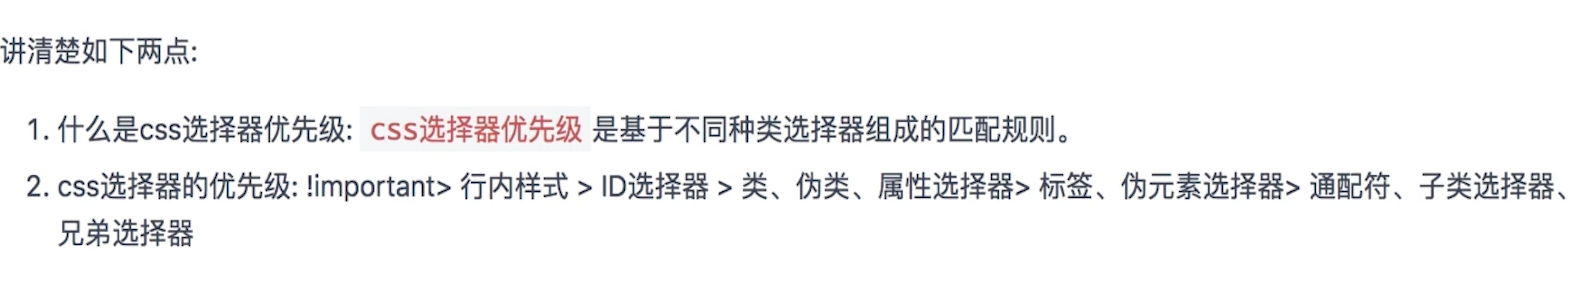 讲清楚如下两点:
1. 什么是css选择器优先级: css选择器优先级 是基于不同种类选择器组成的匹配规则。
2. css选择器的优先级: !important> 行内样式 > ID选择器 > 类、伪类、属性选择器> 标签、伪元素选择器> 通配符、子类选择器、
兄弟选择器